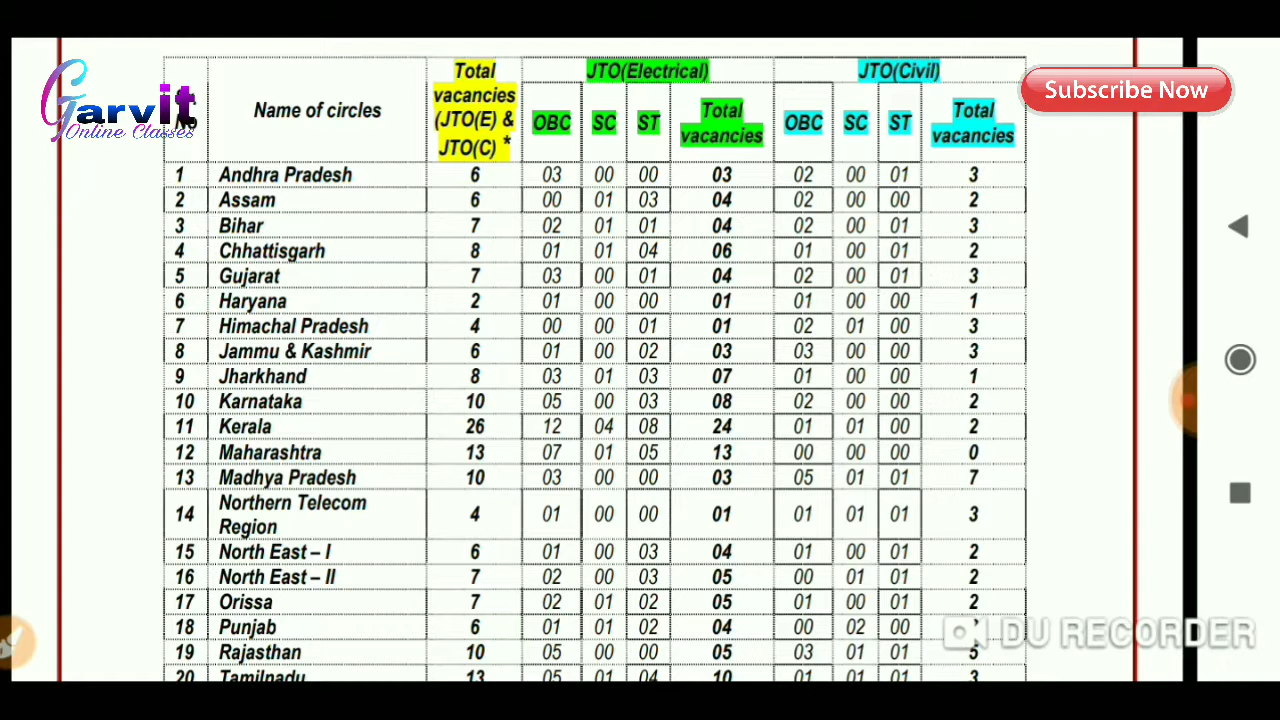 Garvit
Online Classes
Subscribe Now
Name of circles
Total vacancies (JTO(E) & JTO(C) *
JTO(Electrical)
JTO(Civil)
OBC SC ST Total vacancies OBC SC ST Total vacancies
1 Andhra Pradesh 6 03 00 00 03 02 00 01 3
2 Assam 6 00 01 03 04 02 00 00 2
3 Bihar 7 02 01 01 04 02 00 01 3
4 Chhattisgarh 8 01 01 04 06 01 00 01 2
5 Gujarat 7 03 00 01 04 02 00 01 3
6 Haryana 2 01 00 00 01 01 00 00 1
7 Himachal Pradesh 4 00 00 01 01 02 01 00 3
8 Jammu & Kashmir 6 01 00 02 03 03 00 00 3
9 Jharkhand 8 03 01 03 07 01 00 00 1
10 Karnataka 10 05 00 03 08 02 00 00 2
11 Kerala 26 12 04 08 24 01 01 00 2
12 Maharashtra 13 07 01 05 13 00 00 00 0
13 Madhya Pradesh 10 03 00 00 03 05 01 01 7
14 Northern Telecom Region 4 01 00 00 01 01 01 01 3
15 North East – I 6 01 00 03 04 01 00 01 2
16 North East – II 7 02 00 03 05 00 01 01 2
17 Orissa 7 02 01 02 05 01 00 01 2
18 Punjab 6 01 01 02 04 00 02 00
19 Rajasthan 10 05 00 00 05 03 01 01 5
20 Tamilnadu 13 05 01 04 10 01 01 01 3
DU RECORDER